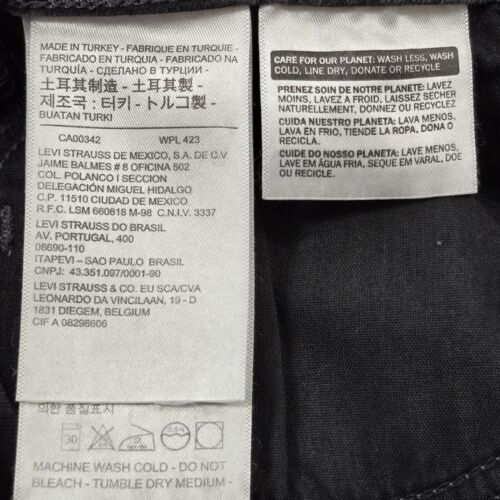 MADE IN TURKEY - FABRIQUE EN TURQUIE -
FABRICADO EN TURQUIA - FABRICADO NA
TURQUÍA - СДЕЛАНО В ТУРЦИИ -
土耳其制造 - 土耳其製 -
제조국 : 터키 - トルコ製 -
BUATAN TURKI
CA00342 WPL 423
LEVI STRAUSS DE MEXICO, S.A. DE C.V
JAIME BALMES # 8 OFICINA 502
COL. POLANCO I SECCION
DELEGACIÓN MIGUEL HIDALGO
C.P. 11510 CIUDAD DE MEXICO
R.F.C. LSM 660818 M-98 C.N.I.V. 3337
LEVI STRAUSS DO BRASIL
AV. PORTUGAL, 400
06690-110
ITAPEVI – SAO PAULO BRASIL
CNPJ: 43.351.097/0001-90
LEVI STRAUSS & CO. EU SCA/CVA
LEONARDO DA VINCILAAN, 19 - D
1831 DIEGEM, BELGIUM
CIF A 08298606
의한 품질표시
30
MACHINE WASH COLD - DO NOT
BLEACH - TUMBLE DRY MEDIUM -
CARE FOR OUR PLANET: WASH LESS, WASH
COLD, LINE DRY, DONATE OR RECYCLE
PRENEZ SOIN DE NOTRE PLANETE: LAVEZ
MOINS, LAVEZ A FROID, LAISSEZ SECHER
NATURELLEMENT, DONNEZ OU RECYCLEZ
CUIDA NUESTRO PLANETA: LAVA MENOS,
LAVA EN FRIO, TIENDE LA ROPA, DONA O
RECICLA.
CUIDE DO NOSSO PLANETA: LAVE MENOS,
LAVE EM ÁGUA FRIA, SEQUE EM VARAL, DOE
OU RECICLE.